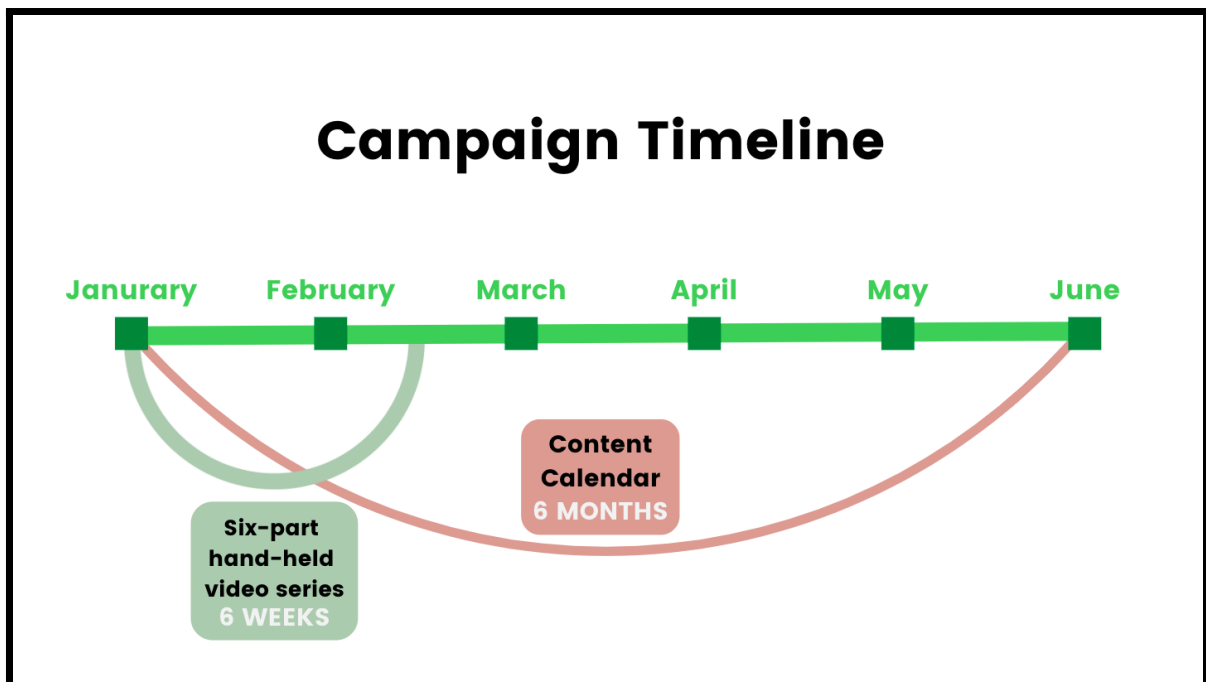 Campaign Timeline
Janurary February March April May June
Content
Calendar
6 MONTHS
Six-part
hand-held
video series
6 WEEKS